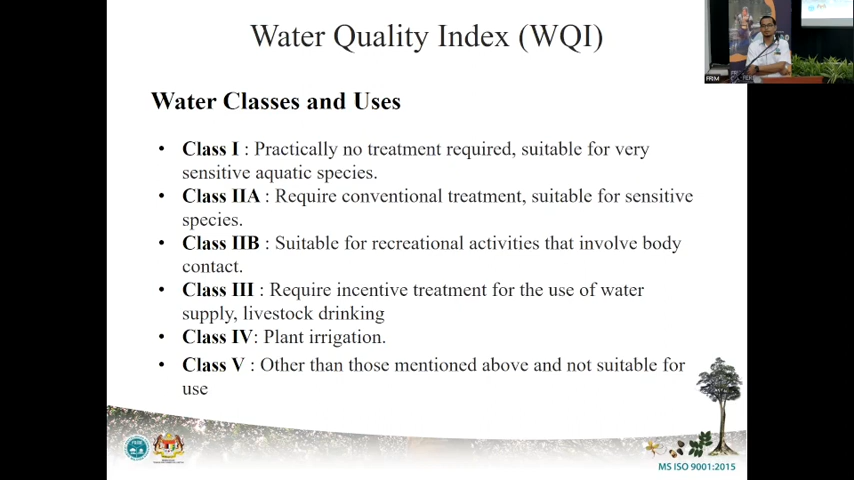 Water Quality Index (WQI)
FRIM
Water Classes and Uses
• Class I : Practically no treatment required, suitable for very
sensitive aquatic species.
• Class IIA : Require conventional treatment, suitable for sensitive
species.
• Class IIB : Suitable for recreational activities that involve body
contact.
• Class III : Require incentive treatment for the use of water
supply, livestock drinking
• Class IV: Plant irrigation.
• Class V : Other than those mentioned above and not suitable for
use
MS ISO 9001:2015